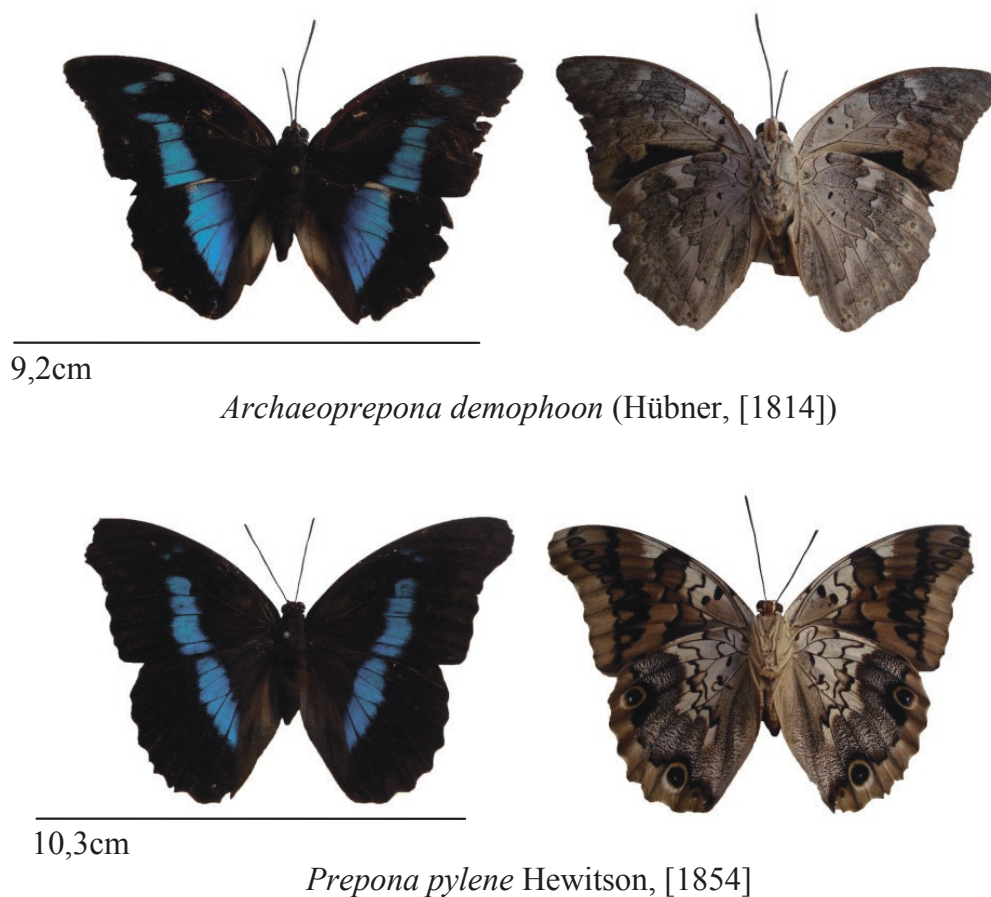 9,2cm
Archaeoprepona demophoon (Hübner, [1814])
10,3cm
Prepona pylene Hewitson, [1854]